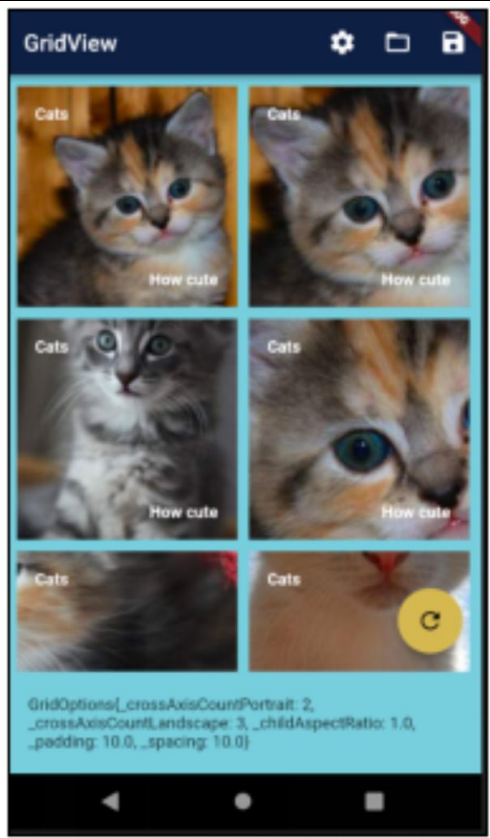 GridView
Cats
Cats
How cute
How cute
Cats
Cats
How cute
How cute
Cats
Cats
GridOptions{_crossAxisCountPortrait: 2,
_crossAxisCountLandscape: 3, _childAspectRatio: 1.0,
_padding: 10.0, _spacing: 10.0}